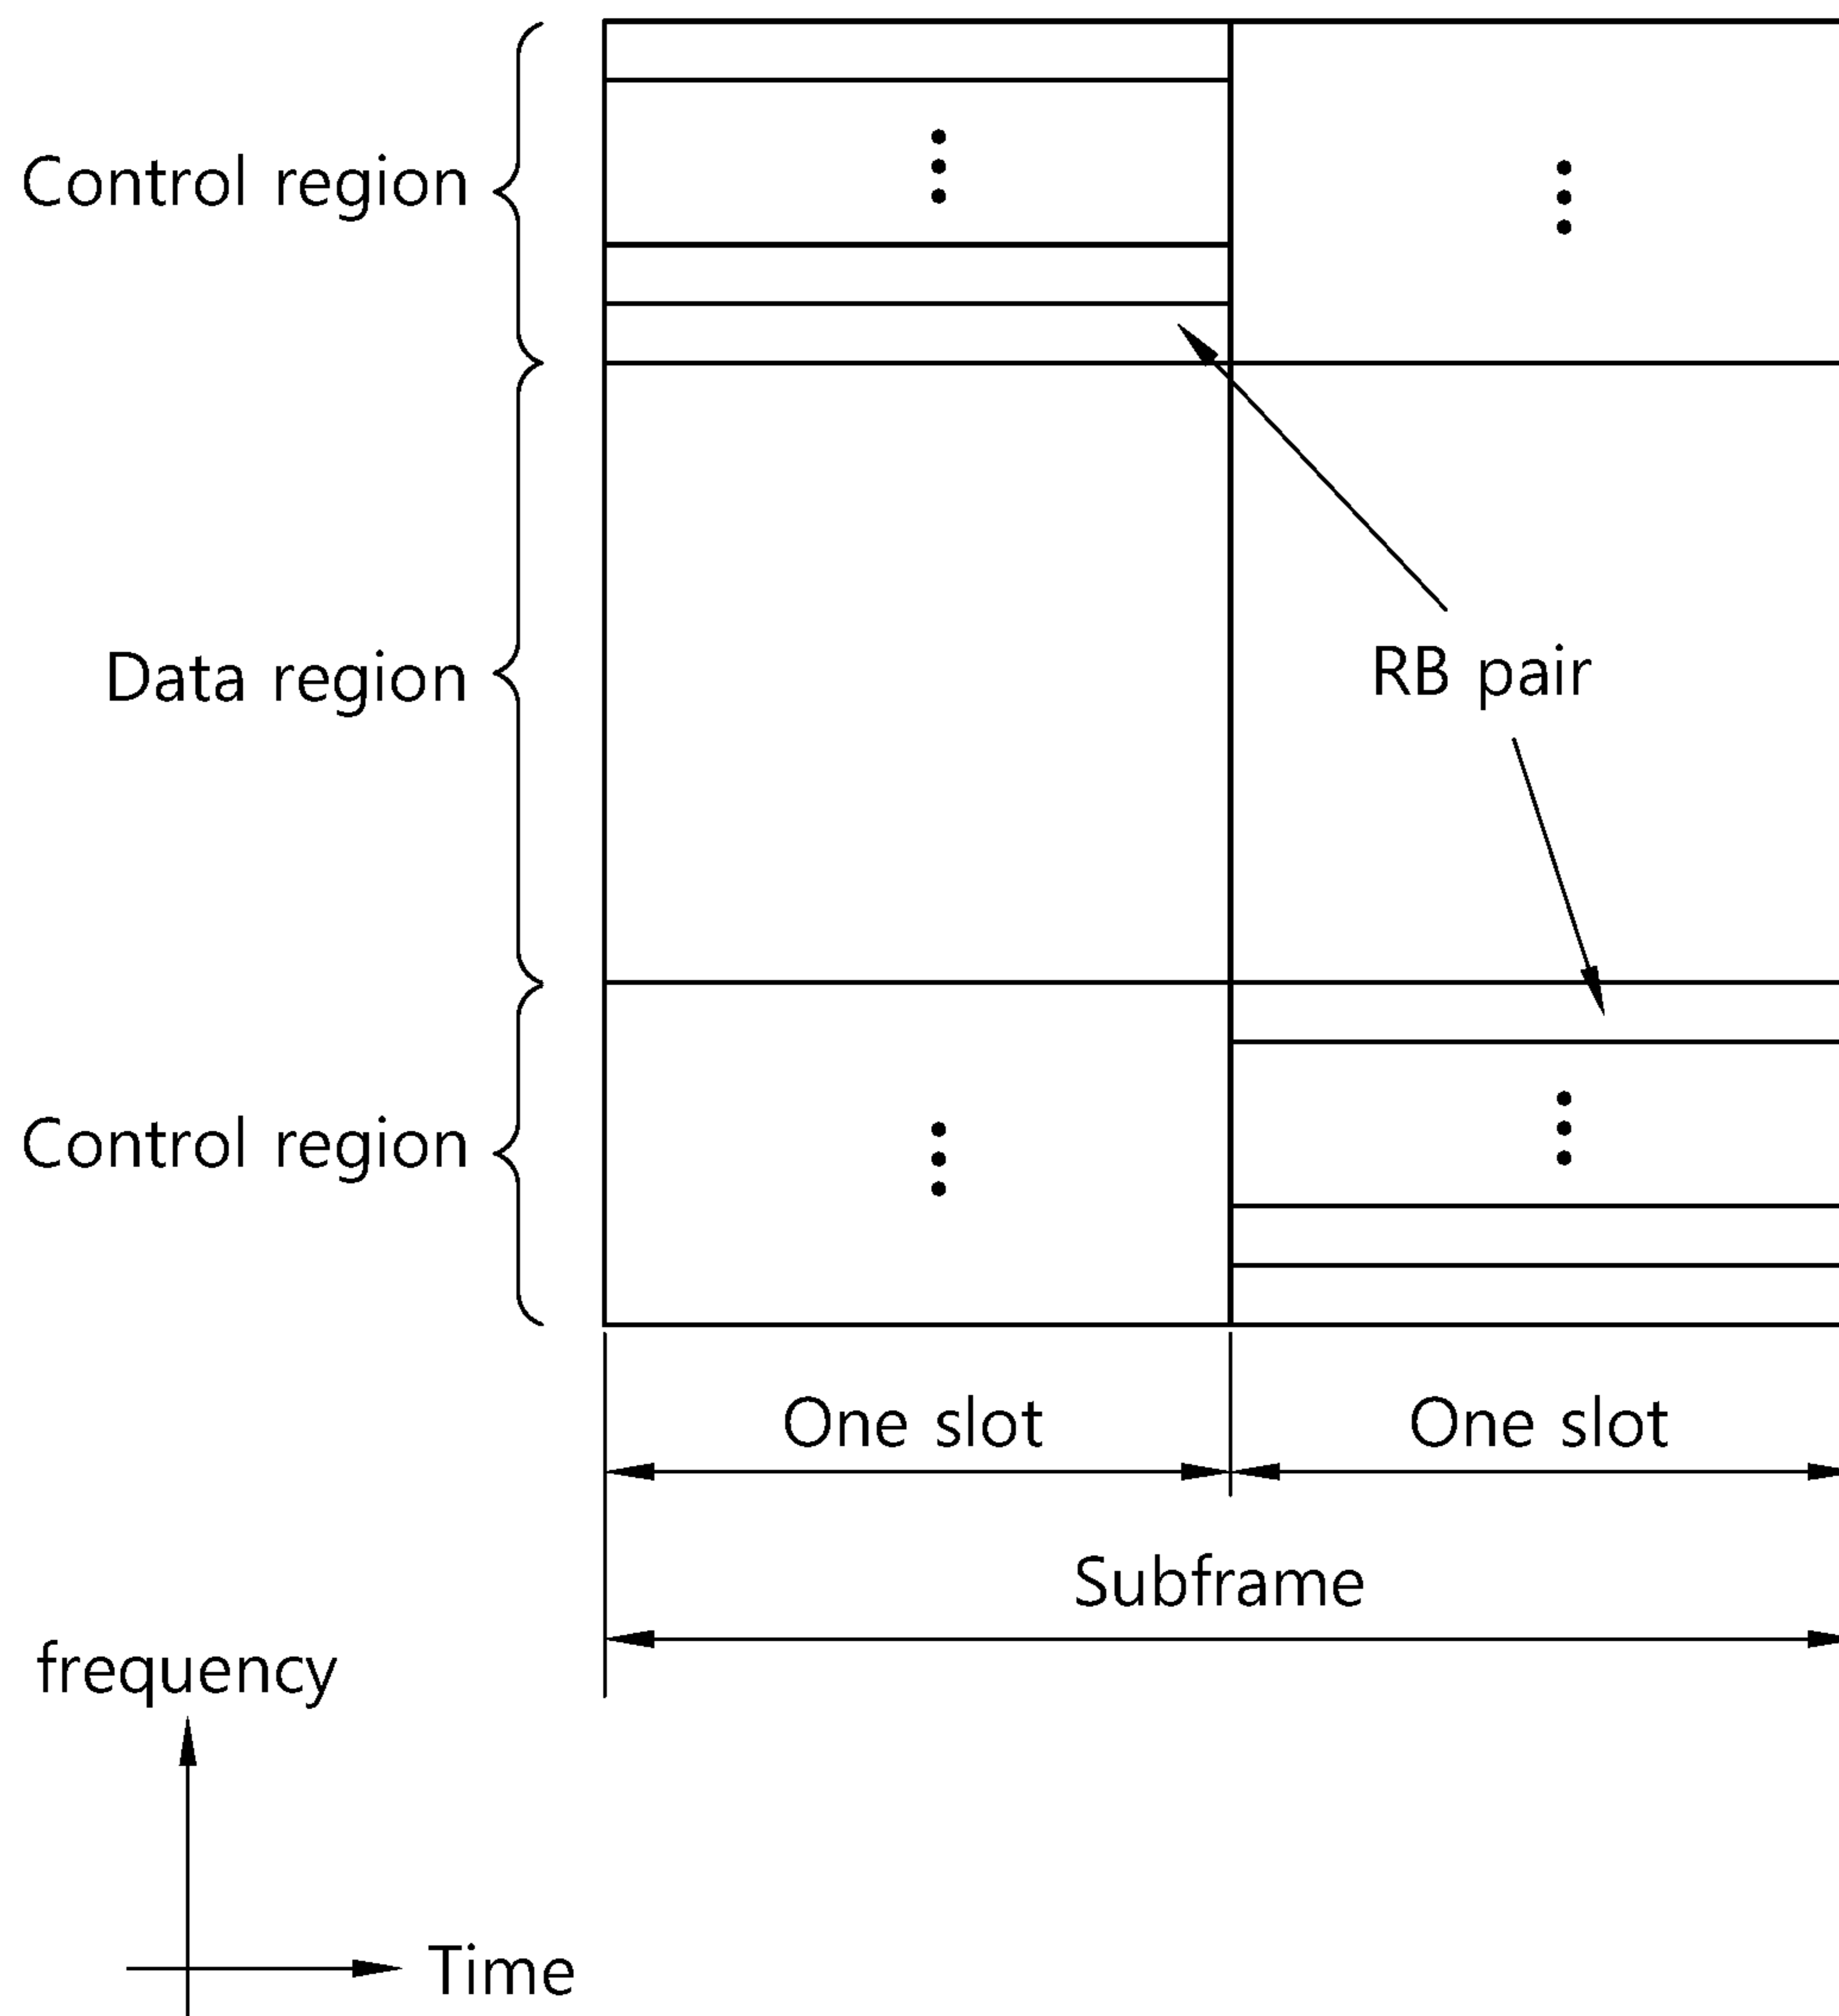 Control region
Data region
RB pair
Control region
One slot
One slot
Subframe
frequency
Time